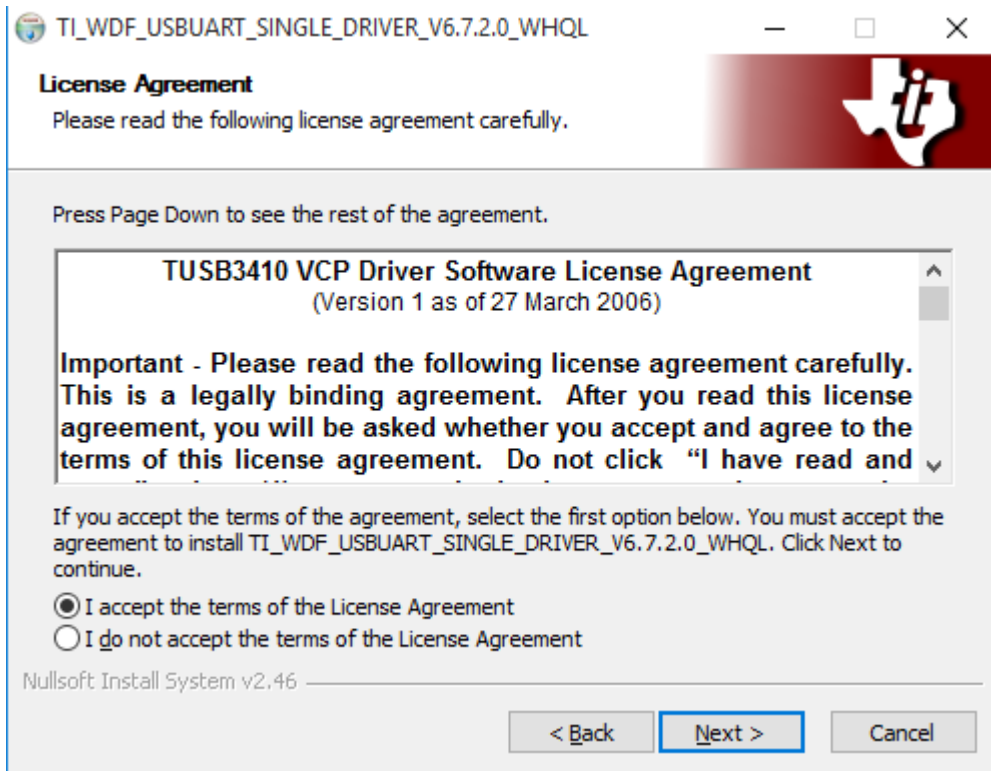 TI_WDF_USBUART_SINGLE_DRIVER_V6.7.2.0_WHQL
License Agreement
Please read the following license agreement carefully.
ti
Press Page Down to see the rest of the agreement.
TUSB3410 VCP Driver Software License Agreement
(Version 1 as of 27 March 2006)
Important - Please read the following license agreement carefully.
This is a legally binding agreement. After you read this license
agreement, you will be asked whether you accept and agree to the
terms of this license agreement. Do not click “I have read and
If you accept the terms of the agreement, select the first option below. You must accept the
agreement to install TI_WDF_USBUART_SINGLE_DRIVER_V6.7.2.0_WHQL. Click Next to
continue.
I accept the terms of the License Agreement
I do not accept the terms of the License Agreement
Nullsoft Install System v2.46
< Back
Next >
Cancel